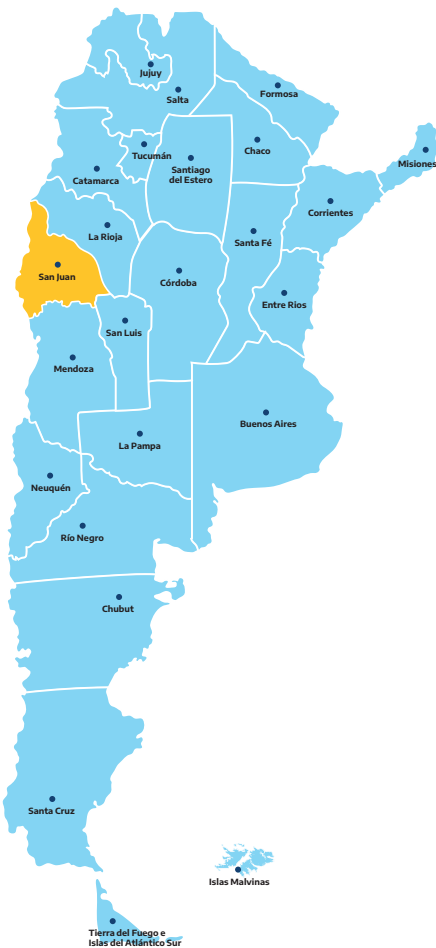 Jujuy
Salta
Formosa
Tucumán
Chaco
Santiago
del Estero
Misiones
Catamarca
Corrientes
La Rioja
Santa Fé
San Juan
Córdoba
Entre Rios
San Luis
Mendoza
Buenos Aires
La Pampa
Neuquén
Río Negro
Chubut
Santa Cruz
Islas Malvinas
Tierra del Fuego e
Islas del Atlántico Sur